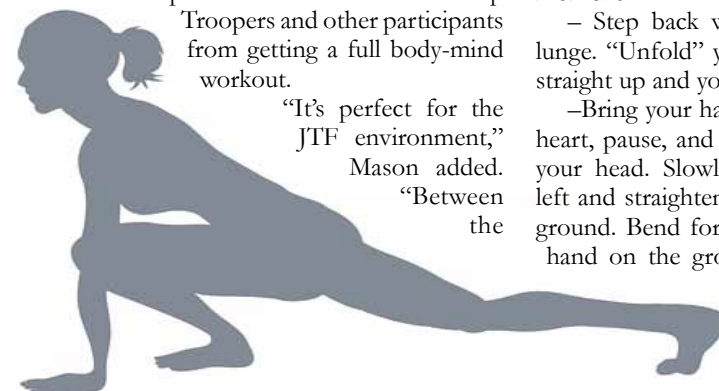 Troopers and other participants
from getting a full body-mind
workout.
“It’s perfect for the
JTF environment,”
Mason added.
“Between
the
– Step back
lunge. “Unfold”
straight up and
–Bring your
heart, pause, and
your head.
left and
ground. Bend
hand on the